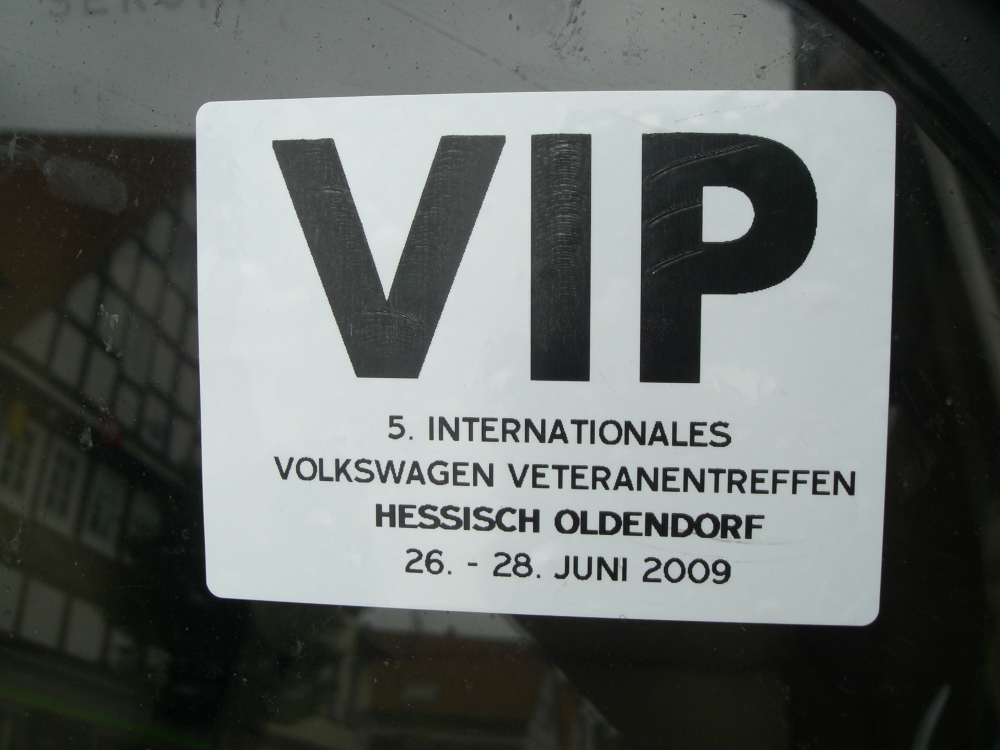 VIP
5. INTERNATIONALES
VOLKSWAGEN VETERANENTREFFEN
HESSISCH OLDENDORF
26. - 28. JUNI 2009